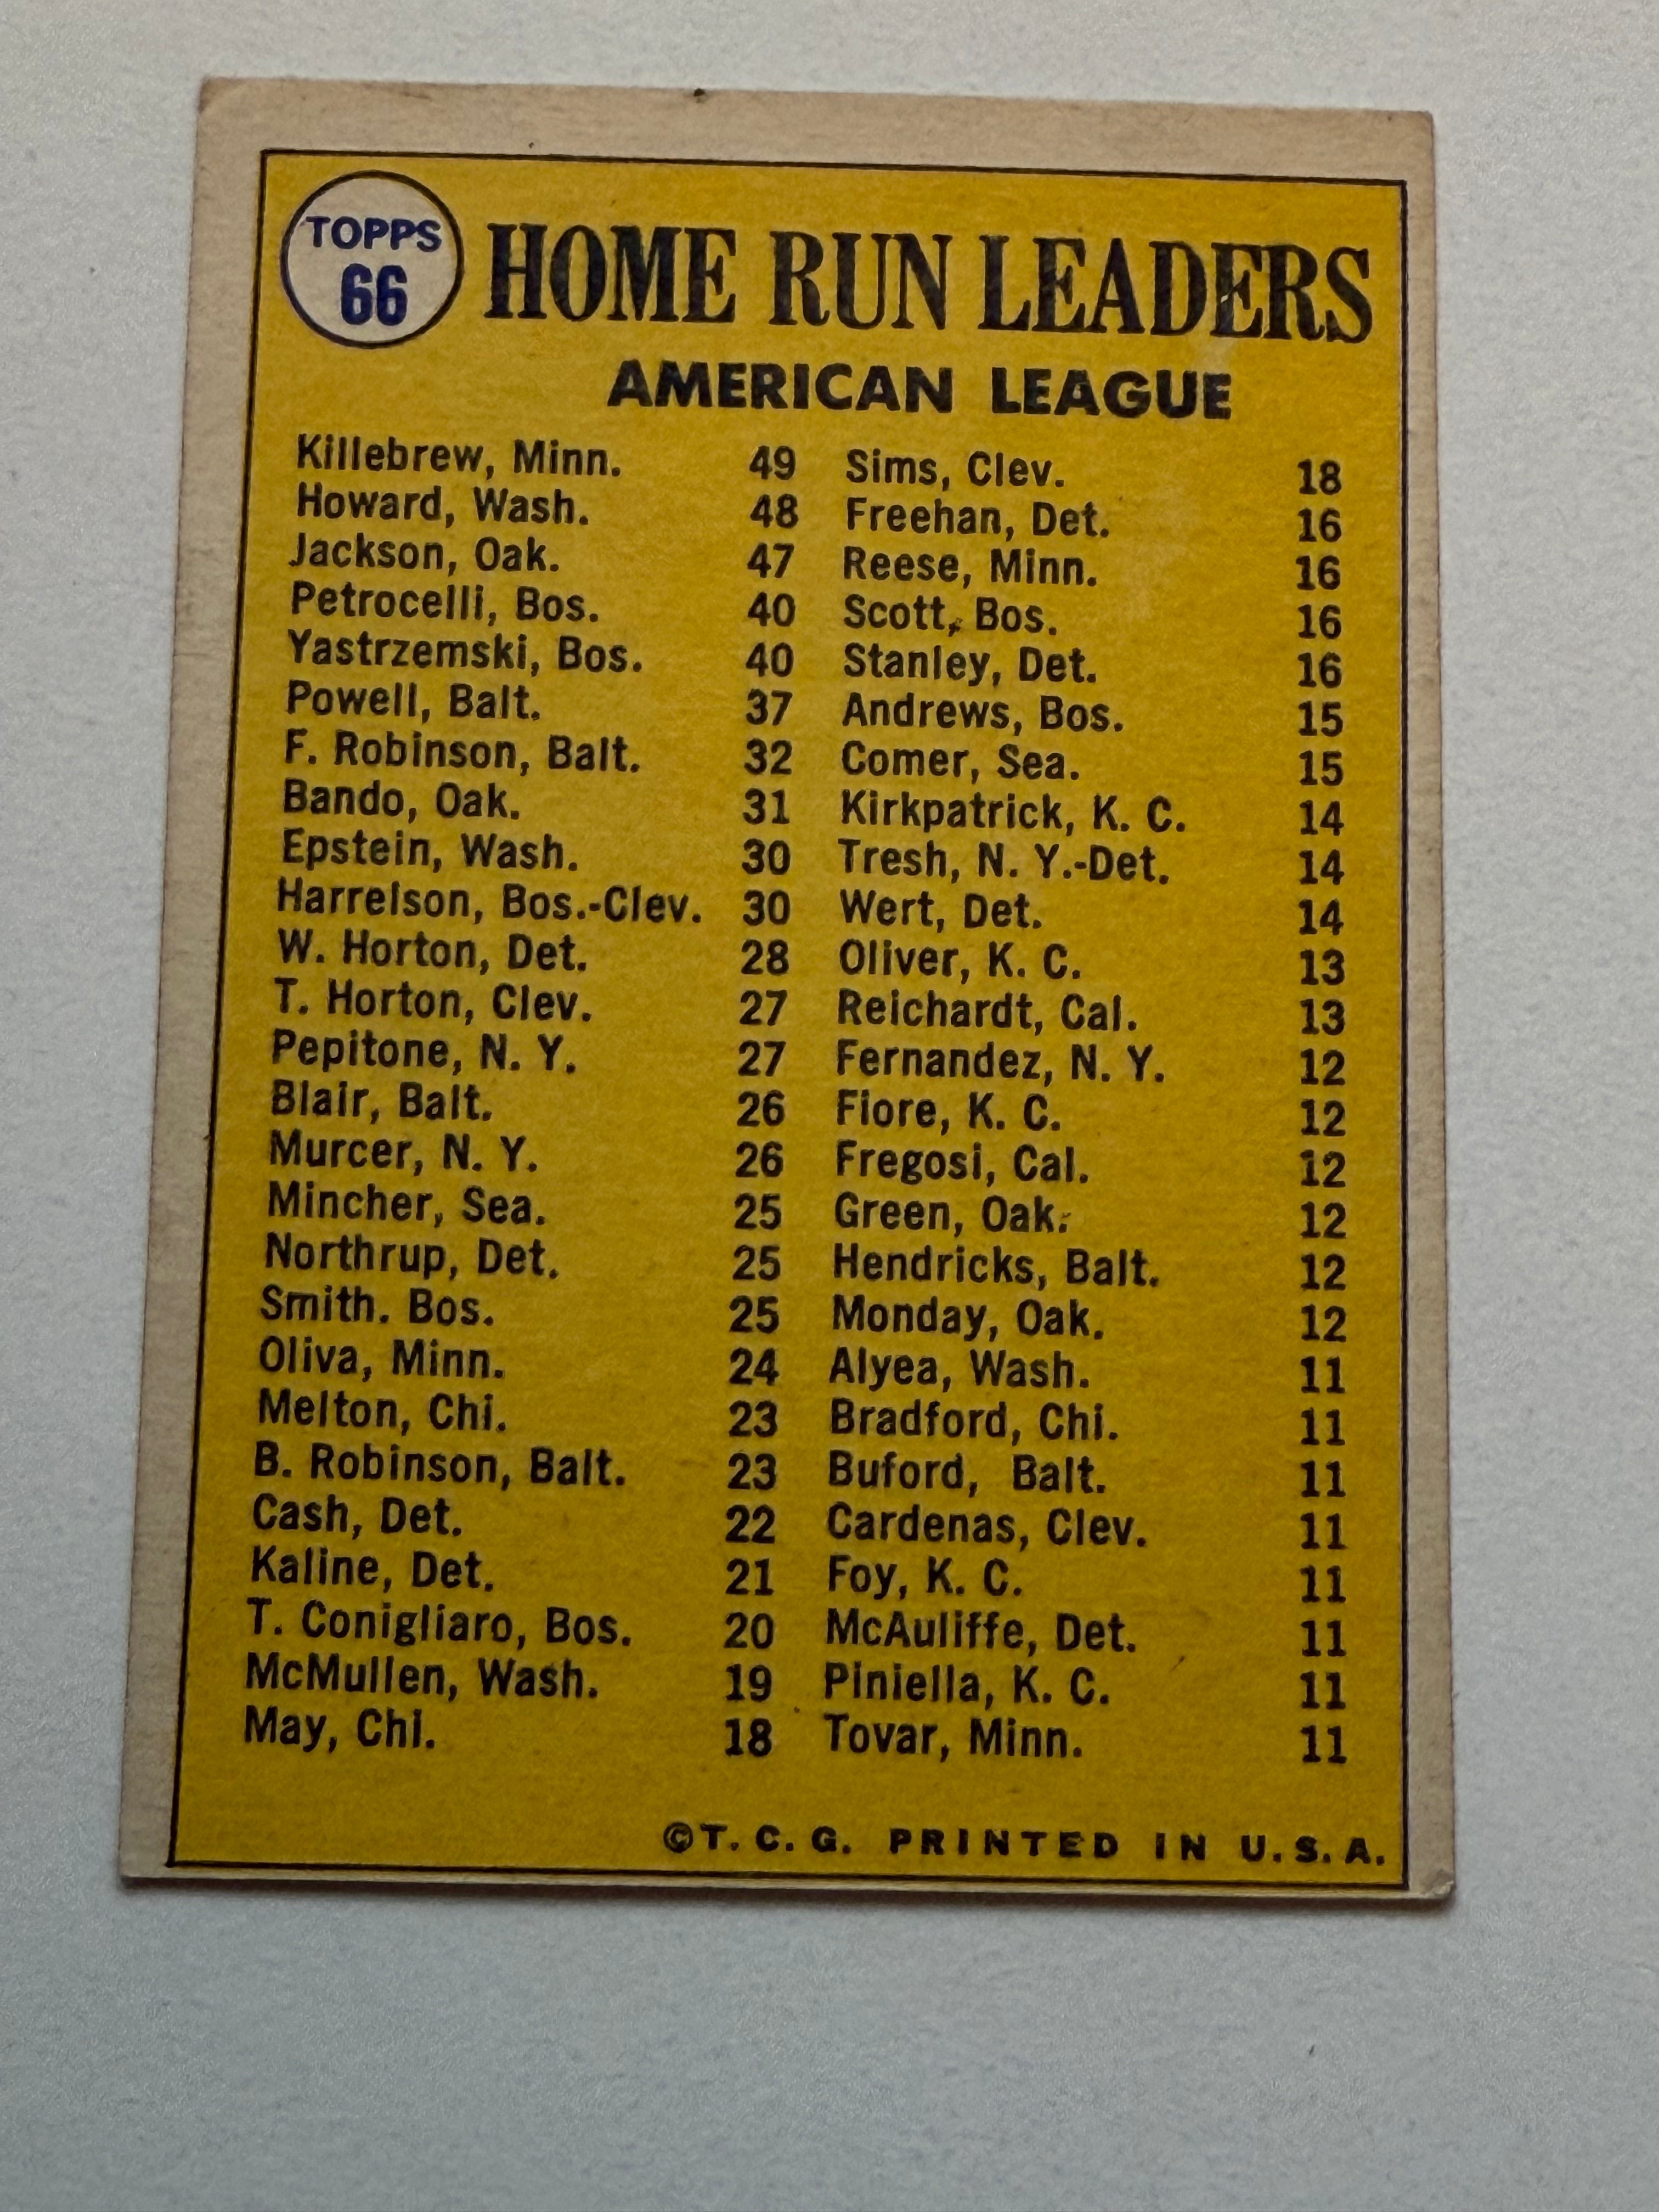 TOPPS
66
HOME RUN LEADERS
AMERICAN LEAGUE
Killebrew, Minn. 49
Howard, Wash. 48
Jackson, Oak. 47
Petrocelli, Bos. 40
Yastrzemski, Bos. 40
Powell, Balt. 37
F. Robinson, Balt. 32
Bando, Oak. 31
Epstein, Wash. 30
Harrelson, Bos.-Clev. 30
W. Horton, Det. 28
T. Horton, Clev. 27
Pepitone, N. Y. 27
Blair, Balt. 26
Murcer, N. Y. 26
Mincher, Sea. 25
Northrup, Det. 25
Smith. Bos. 25
Oliva, Minn. 24
Melton, Chi. 23
B. Robinson, Balt. 23
Cash, Det. 22
Kaline, Det. 21
T. Conigliaro, Bos. 20
McMullen, Wash. 19
May, Chi. 18
Sims, Clev. 18
Freehan, Det. 16
Reese, Minn. 16
Scott, Bos. 16
Stanley, Det. 16
Andrews, Bos. 15
Comer, Sea. 15
Kirkpatrick, K. C. 14
Tresh, N. Y.-Det. 14
Wert, Det. 14
Oliver, K. C. 13
Reichardt, Cal. 13
Fernandez, N. Y. 12
Fiore, K. C. 12
Fregosi, Cal. 12
Green, Oak. 12
Hendricks, Balt. 12
Monday, Oak. 12
Alyea, Wash. 11
Bradford, Chi. 11
Buford, Balt. 11
Cardenas, Clev. 11
Foy, K. C. 11
McAuliffe, Det. 11
Piniella, K. C. 11
Tovar, Minn. 11
©T. C. G. PRINTED IN U.S.A.